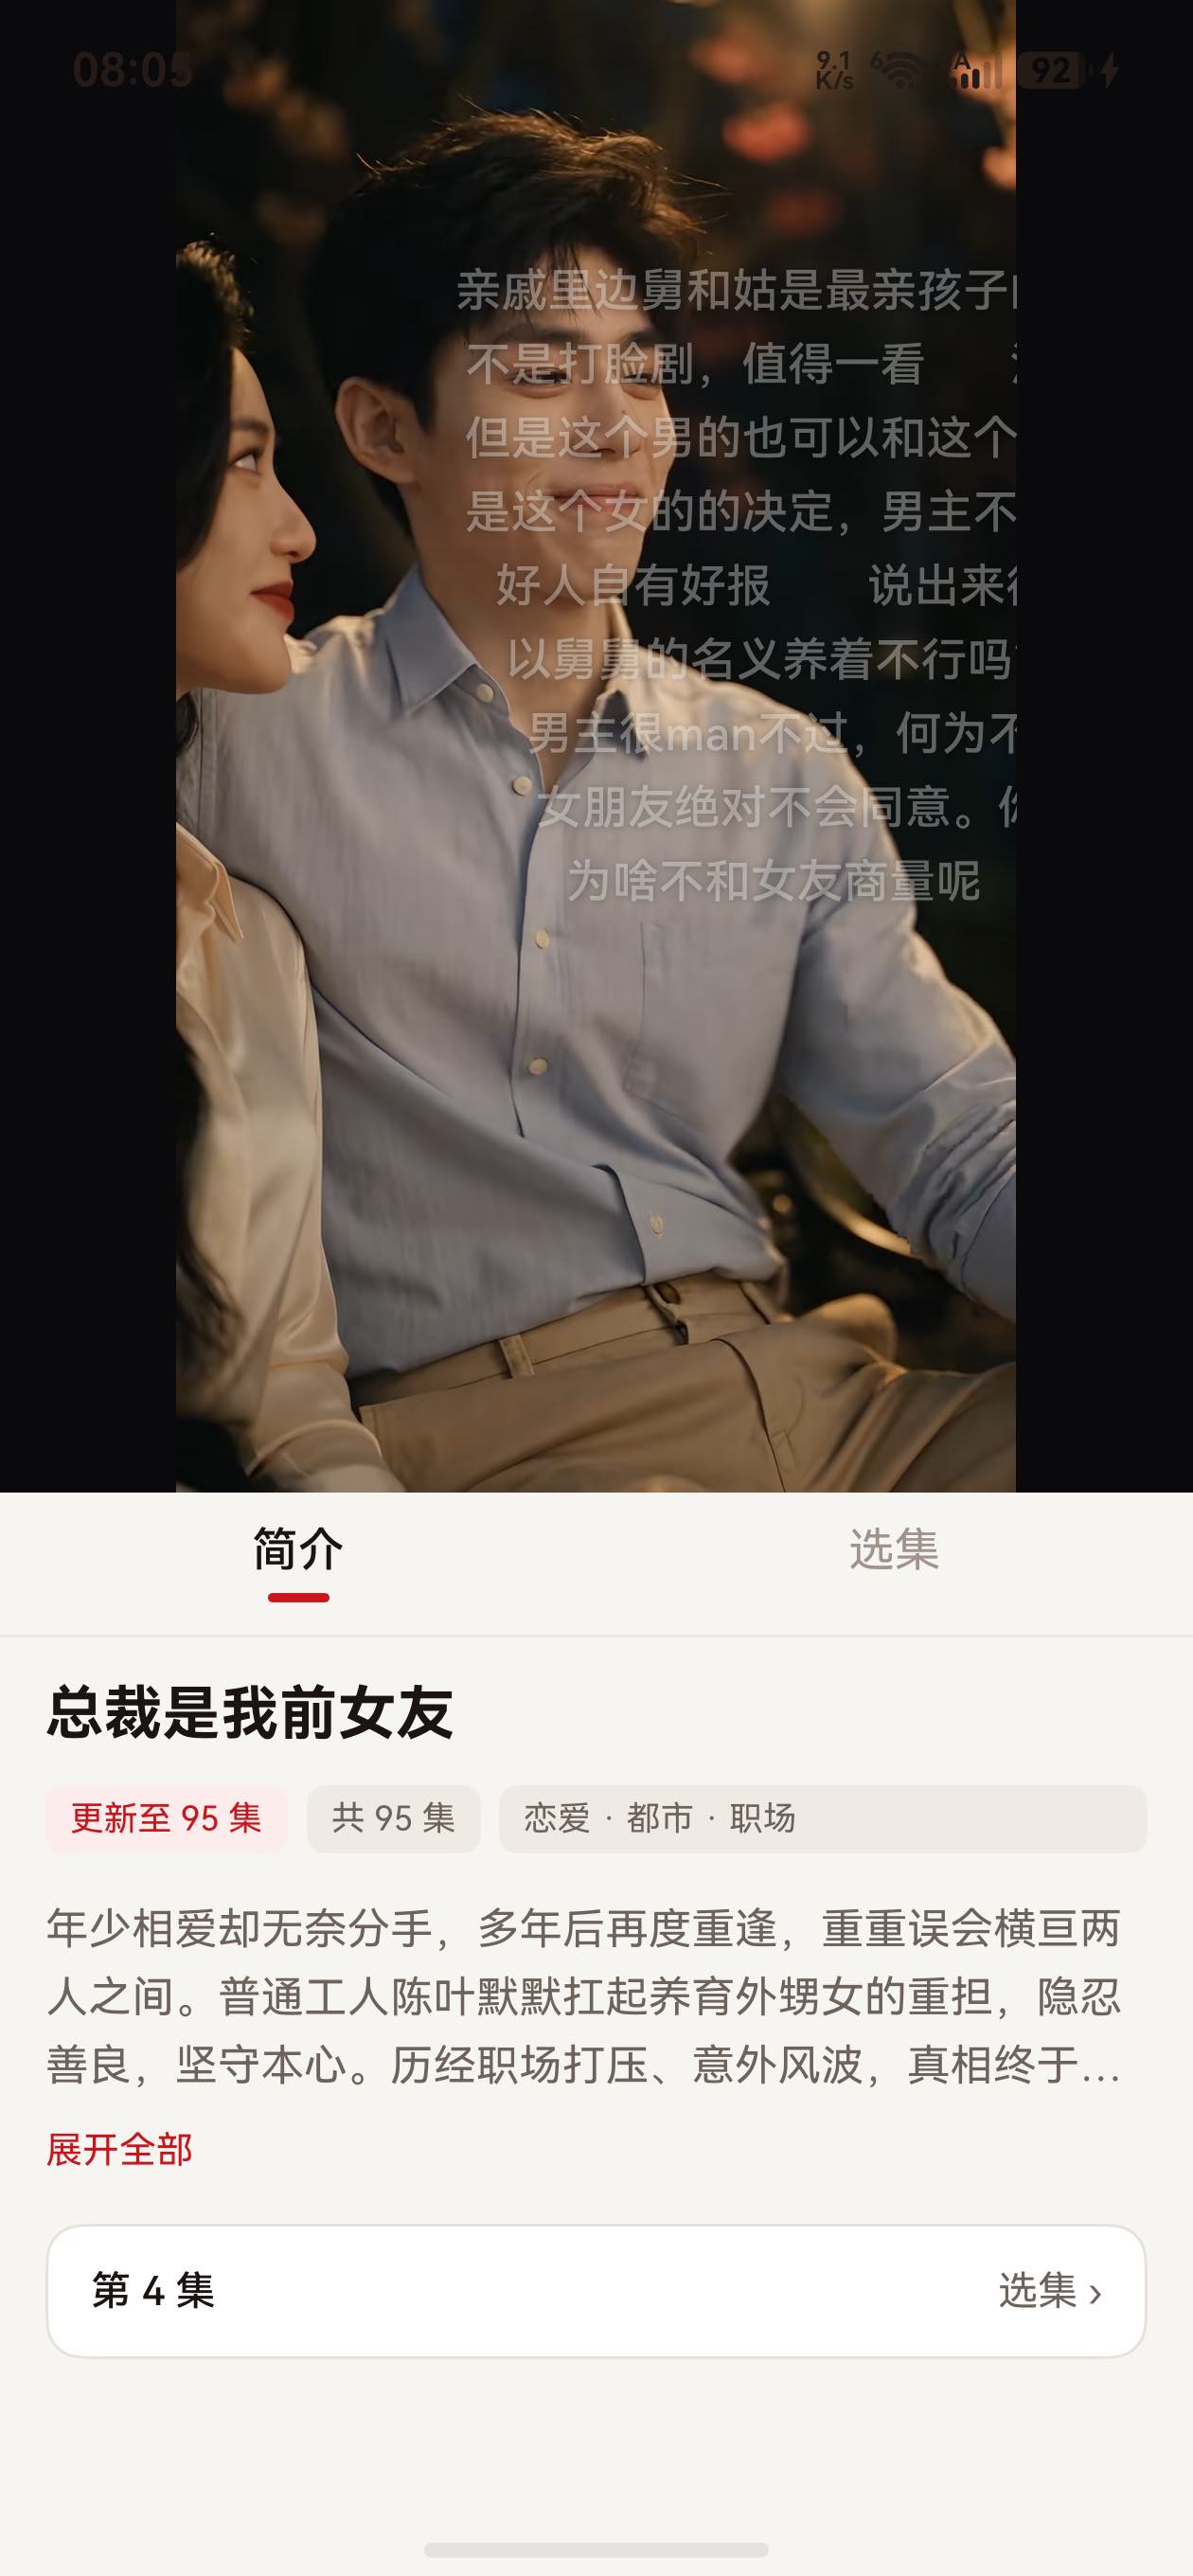 08:05
9.1
K/s
6
A
92
亲戚里边舅和姑是最亲孩子
不是打脸剧，值得一看
但是这个男的也可以和这个
是这个女的的决定，男主不
好人自有好报 说出来
以舅舅的名义养着不行吗
男主很man不过，何为不
女朋友绝对不会同意。你
为啥不和女友商量呢
简介
选集
总裁是我前女友
更新至 95 集
共 95 集
恋爱 · 都市 · 职场
年少相爱却无奈分手，多年后再度重逢，重重误会横亘两
人之间。普通工人陈叶默默扛起养育外甥女的重担，隐忍
善良，坚守本心。历经职场打压、意外风波，真相终于…
展开全部
第 4 集
选集 ›